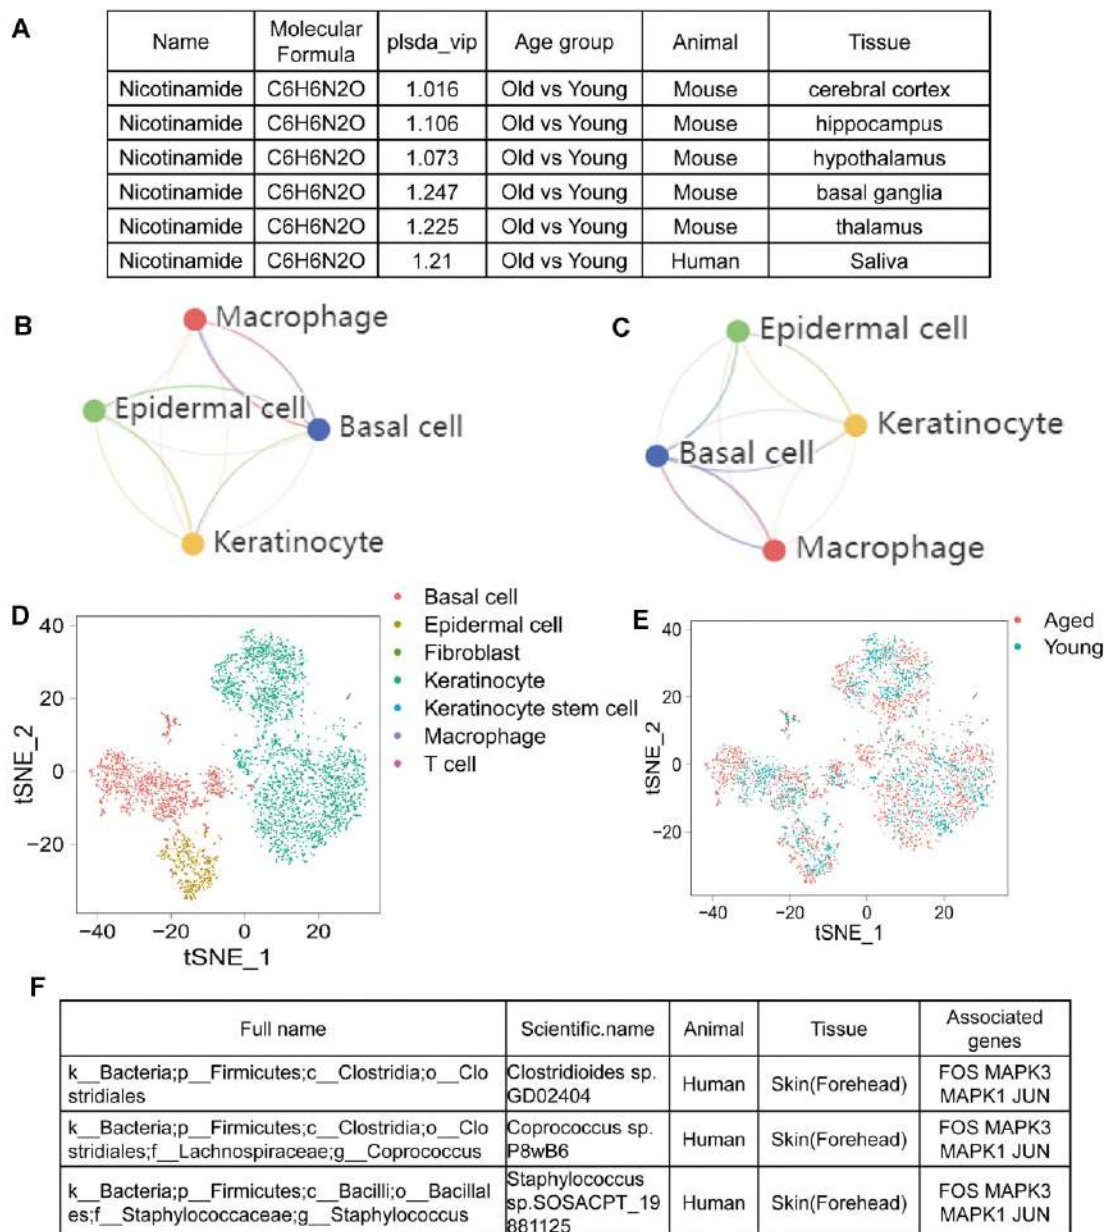 A
Name Molecular Formula plsda_vip Age group Animal Tissue
Nicotinamide C6H6N2O 1.016 Old vs Young Mouse cerebral cortex
Nicotinamide C6H6N2O 1.106 Old vs Young Mouse hippocampus
Nicotinamide C6H6N2O 1.073 Old vs Young Mouse hypothalamus
Nicotinamide C6H6N2O 1.247 Old vs Young Mouse basal ganglia
Nicotinamide C6H6N2O 1.225 Old vs Young Mouse thalamus
Nicotinamide C6H6N2O 1.21 Old vs Young Human Saliva
B
Macrophage
Epidermal cell
Basal cell
Keratinocyte
C
Epidermal cell
Keratinocyte
Basal cell
Macrophage
D
Basal cell
Epidermal cell
Fibroblast
Keratinocyte
Keratinocyte stem cell
Macrophage
T cell
tSNE_2
40
20
0
−20
−40 −20 0 20
tSNE_1
E
Aged
Young
tSNE_2
40
20
0
−20
−40 −20 0 20
tSNE_1
F
Full name Scientific.name Animal Tissue Associated genes
k__Bacteria;p__Firmicutes;c__Clostridia;o__Clo
stridiales
Clostridioides sp.
GD02404
Human
Skin(Forehead)
FOS MAPK3
MAPK1 JUN
k__Bacteria;p__Firmicutes;c__Clostridia;o__Clo
stridiales;f__Lachnospiraceae;g__Coprococcus
Coprococcus sp.
P8wB6
Human
Skin(Forehead)
FOS MAPK3
MAPK1 JUN
k__Bacteria;p__Firmicutes;c__Bacilli;o__Bacillal
es;f__Staphylococcaceae;g__Staphylococcus
Staphylococcus
sp.SOSACPT_19
881125
Human
Skin(Forehead)
FOS MAPK3
MAPK1 JUN